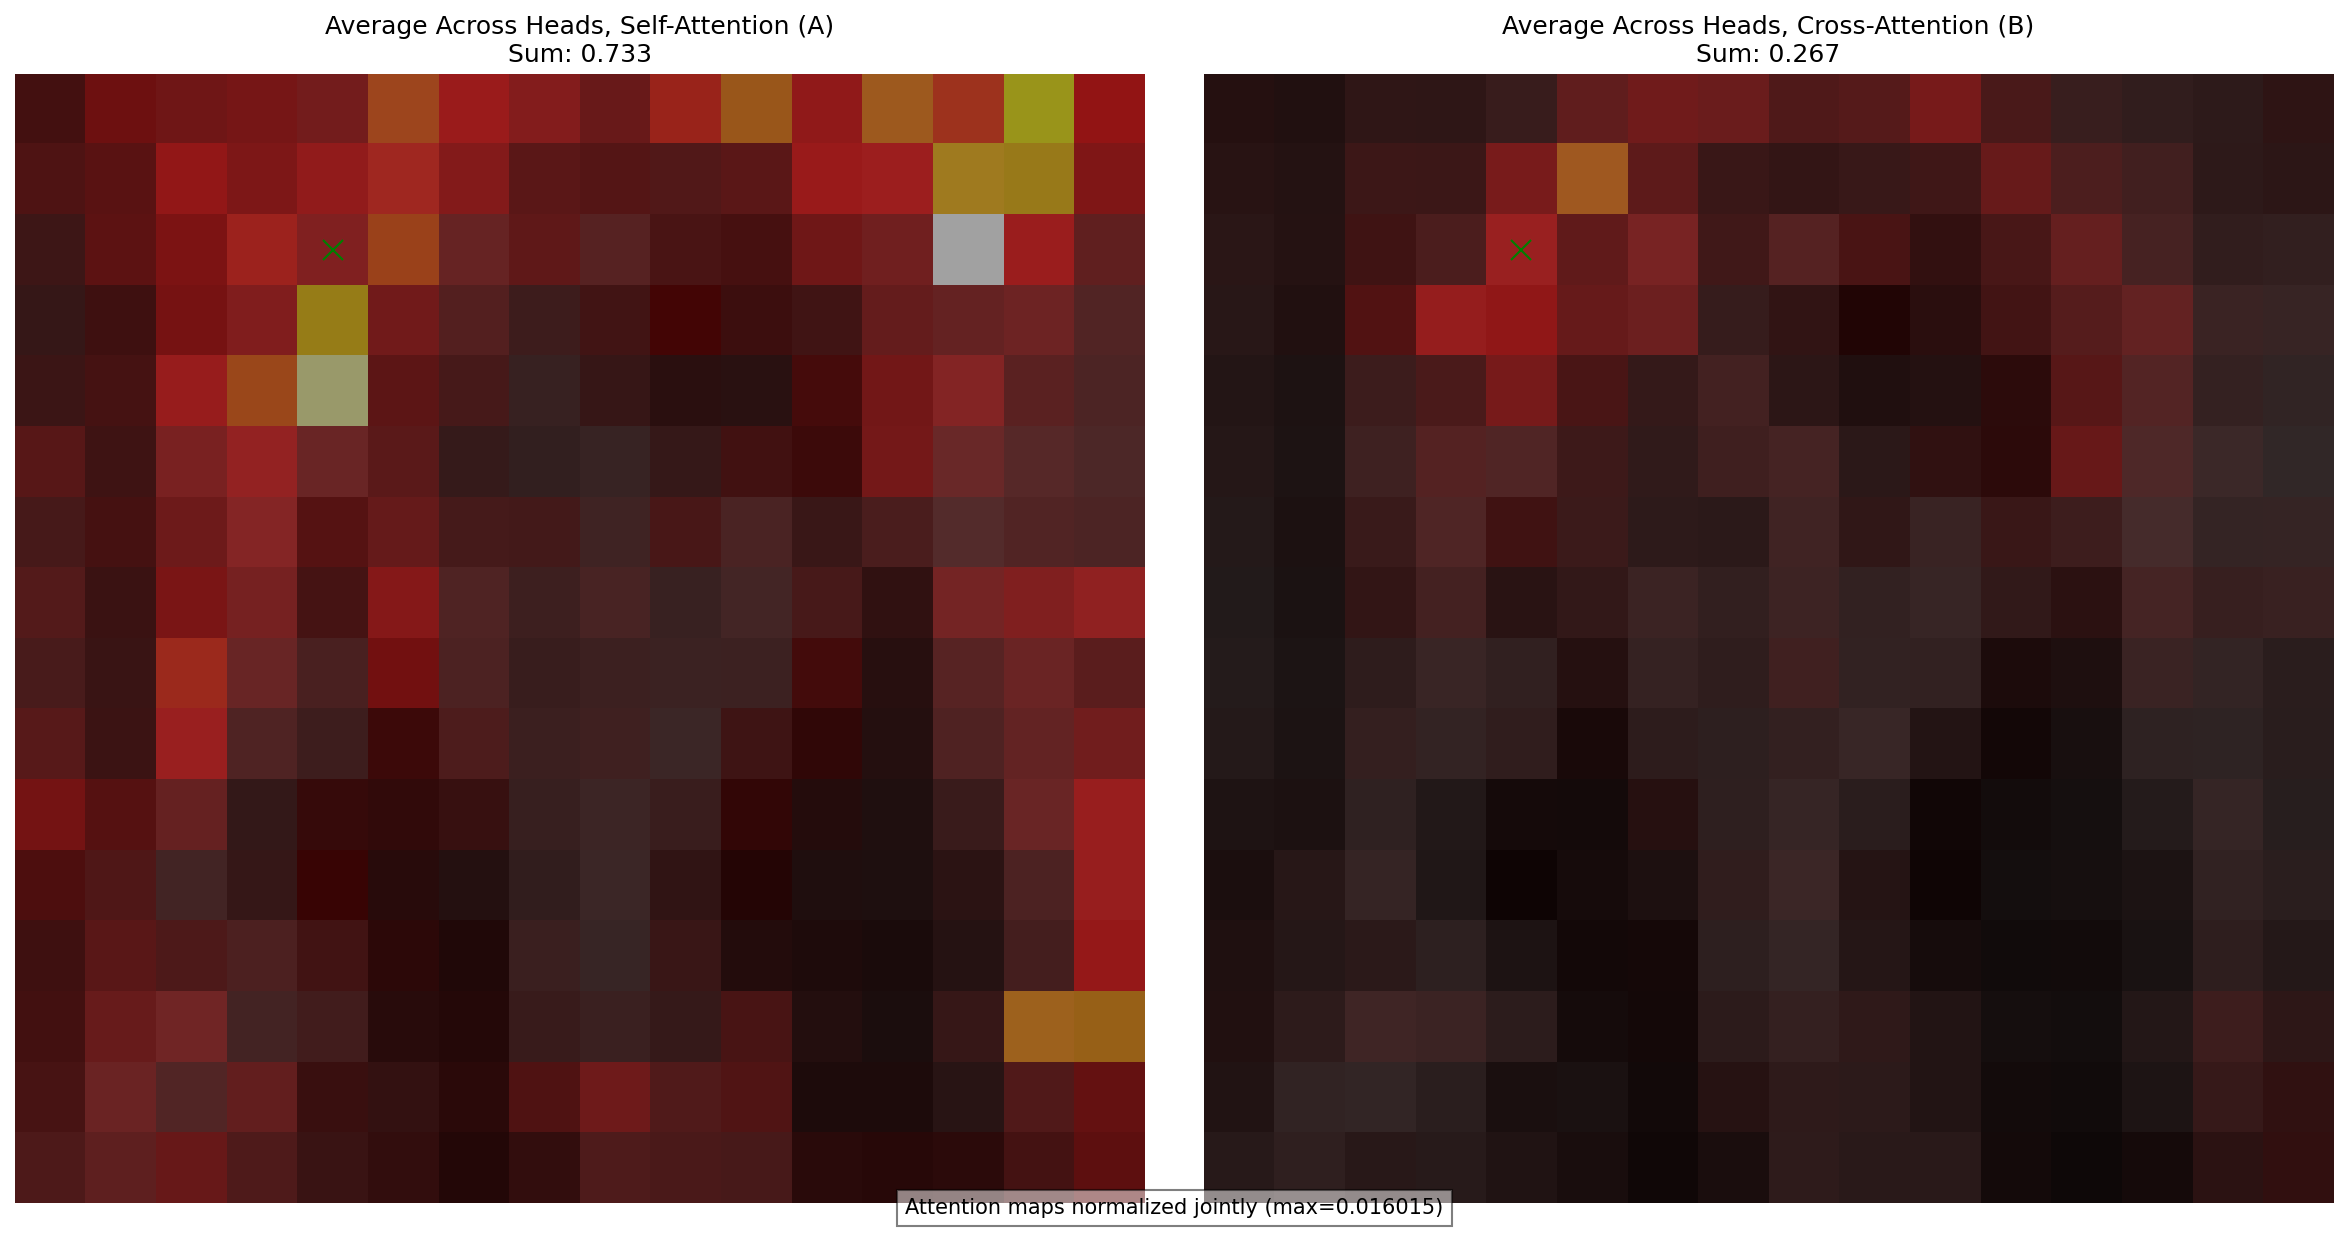 Average Across Heads, Self-Attention (A)
Sum: 0.733
Average Across Heads, Cross-Attention (B)
Sum: 0.267
Attention maps normalized jointly (max=0.016015)